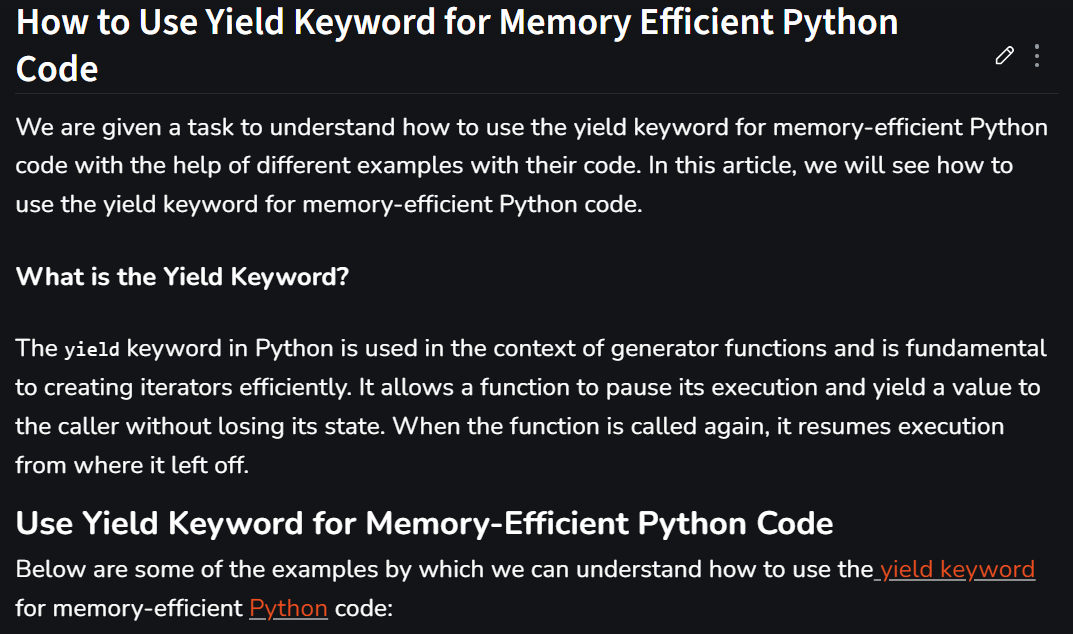 How to Use Yield Keyword for Memory Efficient Python
Code
We are given a task to understand how to use the yield keyword for memory-efficient Python
code with the help of different examples with their code. In this article, we will see how to
use the yield keyword for memory-efficient Python code.
What is the Yield Keyword?
The yield keyword in Python is used in the context of generator functions and is fundamental
to creating iterators efficiently. It allows a function to pause its execution and yield a value to
the caller without losing its state. When the function is called again, it resumes execution
from where it left off.
Use Yield Keyword for Memory-Efficient Python Code
Below are some of the examples by which we can understand how to use the yield keyword
for memory-efficient Python code: